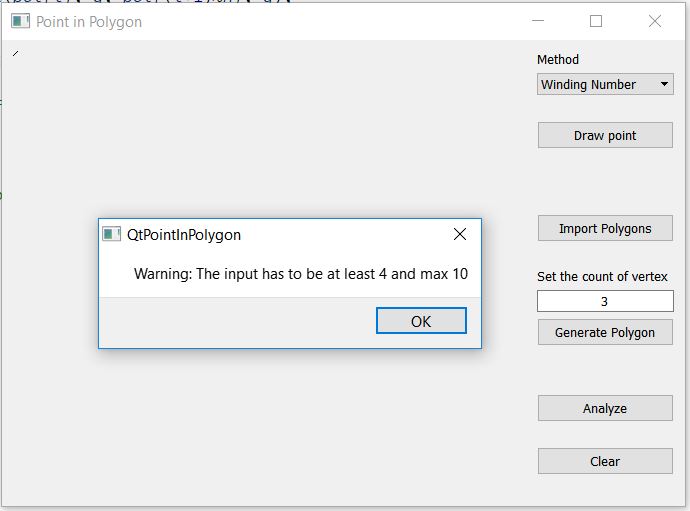 Point in Polygon
Method
Winding Number
Draw point
QtPointInPolygon
Warning: The input has to be at least 4 and max 10
OK
Import Polygons
Set the count of vertex
3
Generate Polygon
Analyze
Clear